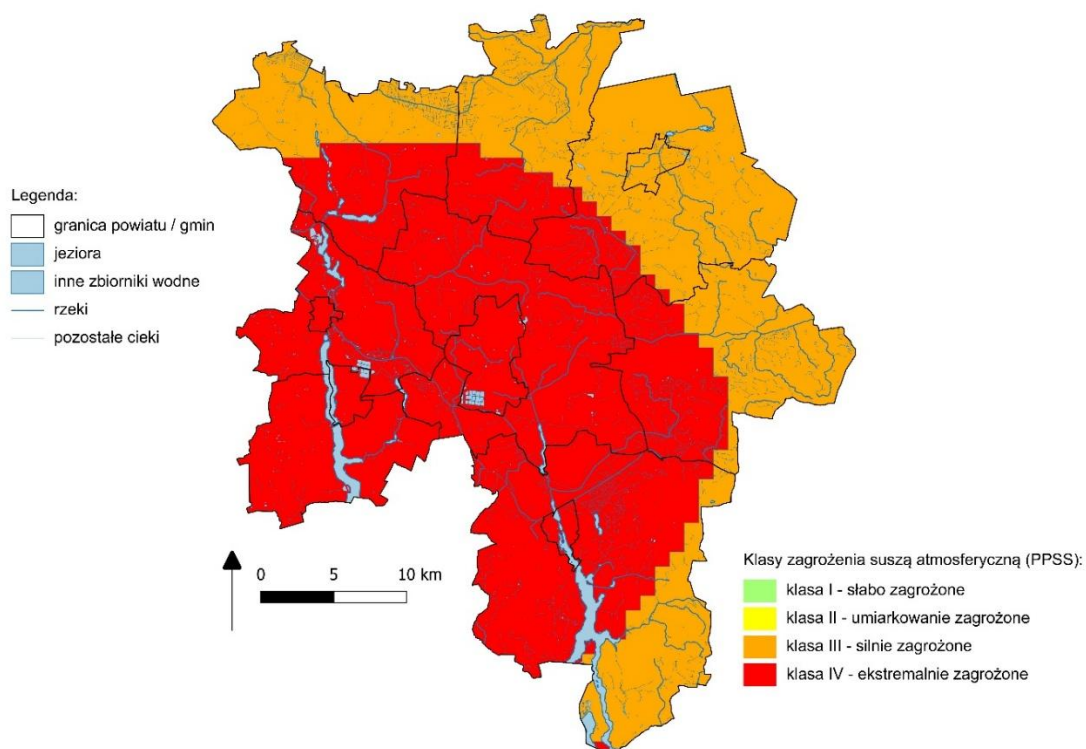 Legenda:
granica powiatu / gmin
jeziora
inne zbiorniki wodne
rzeki
pozostałe cieki
0 5 10 km
Klasy zagrożenia suszą atmosferyczną (PPSS):
klasa I - słabo zagrożone
klasa II - umiarkowanie zagrożone
klasa III - silnie zagrożone
klasa IV - ekstremalnie zagrożone